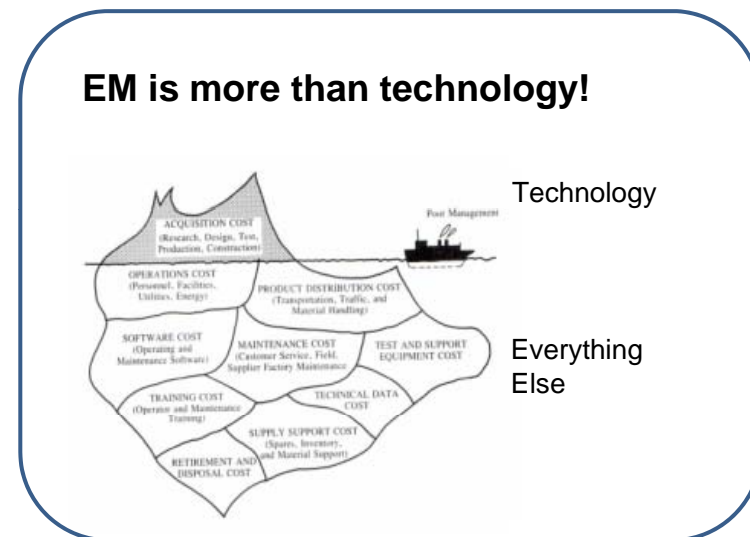 EM is more than technology!
Technology
Poor Management
ACQUISITION COST
(Research, Design, Test,
Production, Construction)
OPERATIONS COST
(Personnel, Facilities,
Utilities, Energy)
PRODUCT DISTRIBUTION COST
(Transportation, Traffic, and
Material Handling)
SOFTWARE COST
(Operating and
Maintenance Software)
MAINTENANCE COST
(Customer Service, Field,
Supplier Factory Maintenance
TEST AND SUPPORT
EQUIPMENT COST
Everything
Else
TRAINING COST
(Operator and Maintenance
Training)
TECHNICAL DATA
COST
SUPPLY SUPPORT COST
(Spares, Inventory,
and Material Support)
RETIREMENT AND
DISPOSAL COST